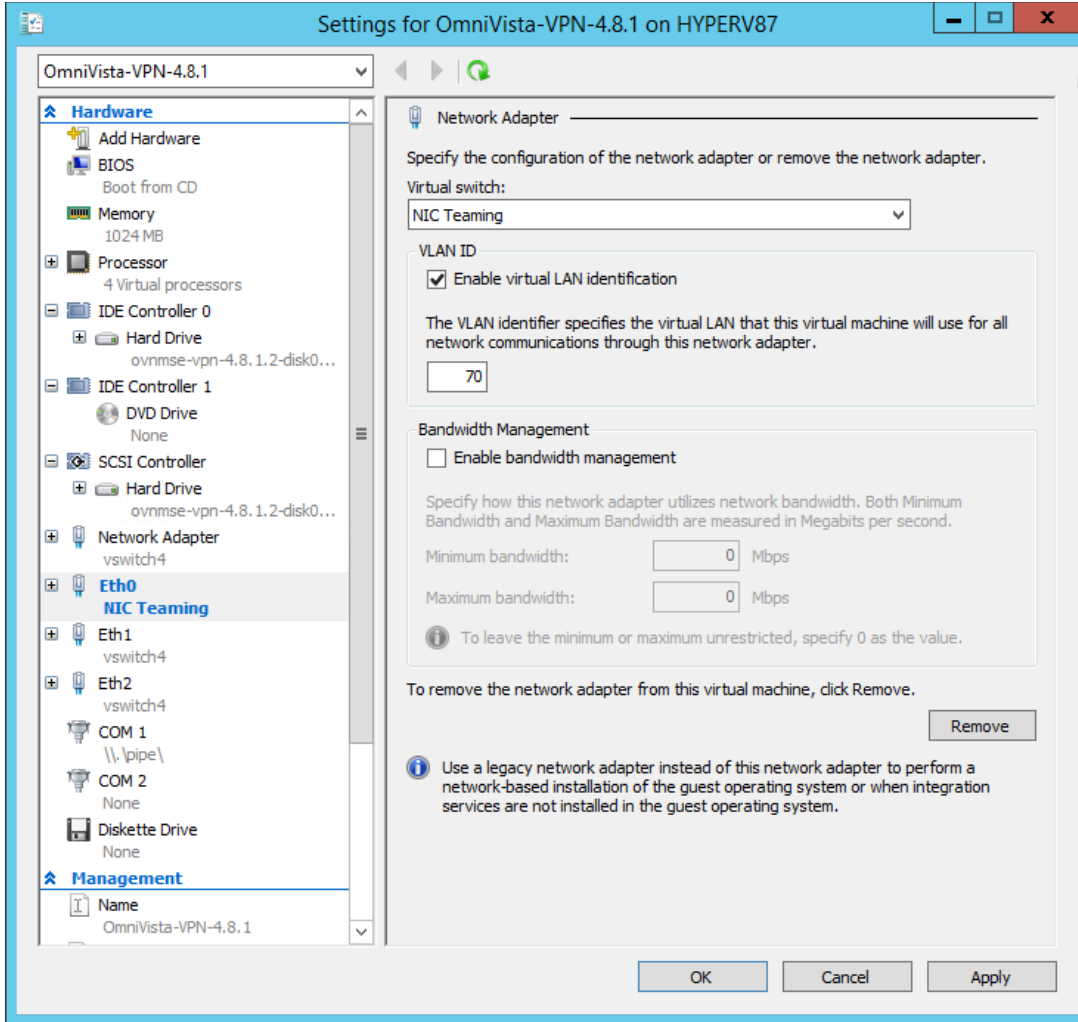 Settings for OmniVista-VPN-4.8.1 on HYPERV87
OmniVista-VPN-4.8.1
Hardware
Add Hardware
BIOS
Boot from CD
Memory
1024 MB
Processor
4 Virtual processors
IDE Controller 0
Hard Drive
ovnmse-vpn-4.8.1.2-disk0...
IDE Controller 1
DVD Drive
None
SCSI Controller
Hard Drive
ovnmse-vpn-4.8.1.2-disk0...
Network Adapter
vswitch4
Eth0
NIC Teaming
Eth1
vswitch4
Eth2
vswitch4
COM 1
\\.\pipe\
COM 2
None
Diskette Drive
None
Management
Name
OmniVista-VPN-4.8.1
Network Adapter
Specify the configuration of the network adapter or remove the network adapter.
Virtual switch:
NIC Teaming
VLAN ID
Enable virtual LAN identification
The VLAN identifier specifies the virtual LAN that this virtual machine will use for all
network communications through this network adapter.
70
Bandwidth Management
Enable bandwidth management
Specify how this network adapter utilizes network bandwidth. Both Minimum
Bandwidth and Maximum Bandwidth are measured in Megabits per second.
Minimum bandwidth: 0 Mbps
Maximum bandwidth: 0 Mbps
To leave the minimum or maximum unrestricted, specify 0 as the value.
To remove the network adapter from this virtual machine, click Remove.
Remove
Use a legacy network adapter instead of this network adapter to perform a
network-based installation of the guest operating system or when integration
services are not installed in the guest operating system.
OK Cancel Apply